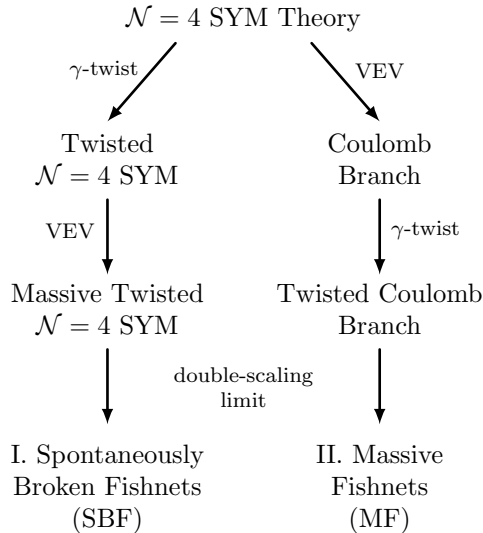 𝒩 = 4 SYM Theory
γ-twist
VEV
Twisted
𝒩 = 4 SYM
Coulomb
Branch
VEV
γ-twist
Massive Twisted
𝒩 = 4 SYM
Twisted Coulomb
Branch
double-scaling
limit
I. Spontaneously
Broken Fishnets
(SBF)
II. Massive
Fishnets
(MF)